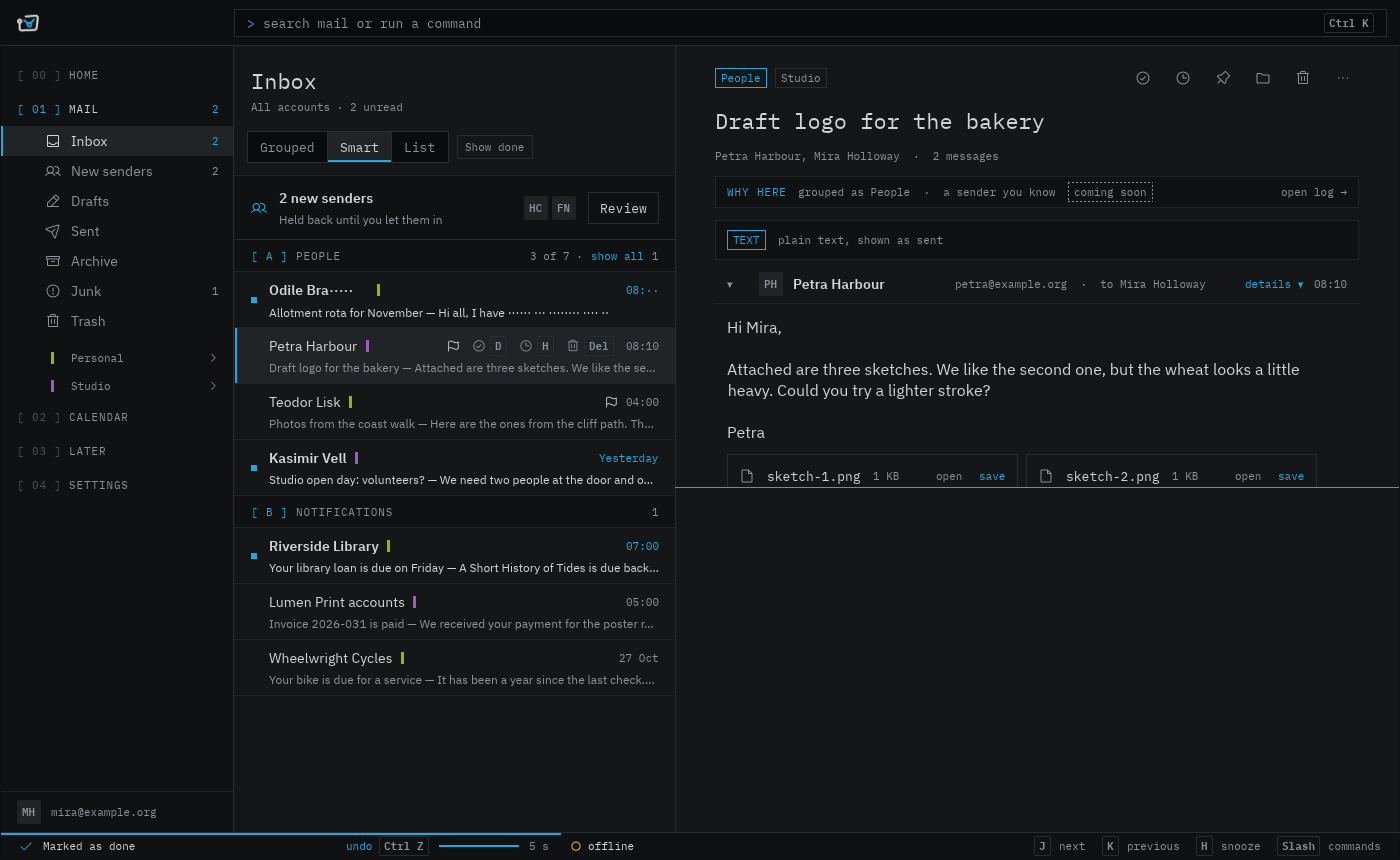 > search mail or run a command Ctrl K
[ 00 ] HOME
[ 01 ] MAIL 2
Inbox 2
New senders 2
Drafts
Sent
Archive
Junk 1
Trash
Personal
Studio
[ 02 ] CALENDAR
[ 03 ] LATER
[ 04 ] SETTINGS
MH mira@example.org
Inbox
All accounts · 2 unread
Grouped Smart List Show done
2 new senders
Held back until you let them in
HC FN Review
[ A ] PEOPLE 3 of 7 · show all 1
Odile
Allotment rota for November — Hi all, I have
Petra Harbour D H Del 08:10
Draft logo for the bakery — Attached are three sketches. We like the se…
Teodor Lisk 04:00
Photos from the coast walk — Here are the ones from the cliff path. Th…
Kasimir Vell Yesterday
Studio open day: volunteers? — We need two people at the door and o…
[ B ] NOTIFICATIONS 1
Riverside Library 07:00
Your library loan is due on Friday — A Short History of Tides is due back…
Lumen Print accounts 05:00
Invoice 2026-031 is paid — We received your payment for the poster r…
Wheelwright Cycles 27 Oct
Your bike is due for a service — It has been a year since the last check.…
People Studio
Draft logo for the bakery
Petra Harbour, Mira Holloway · 2 messages
WHY HERE grouped as People · a sender you know coming soon open log →
TEXT plain text, shown as sent
▾ PH Petra Harbour petra@example.org · to Mira Holloway details ▾ 08:10
Hi Mira,
Attached are three sketches. We like the second one, but the wheat looks a little
heavy. Could you try a lighter stroke?
Petra
sketch-1.png 1 KB open save
sketch-2.png 1 KB open save
Marked as done undo Ctrl Z 5 s offline
J next K previous H snooze Slash commands